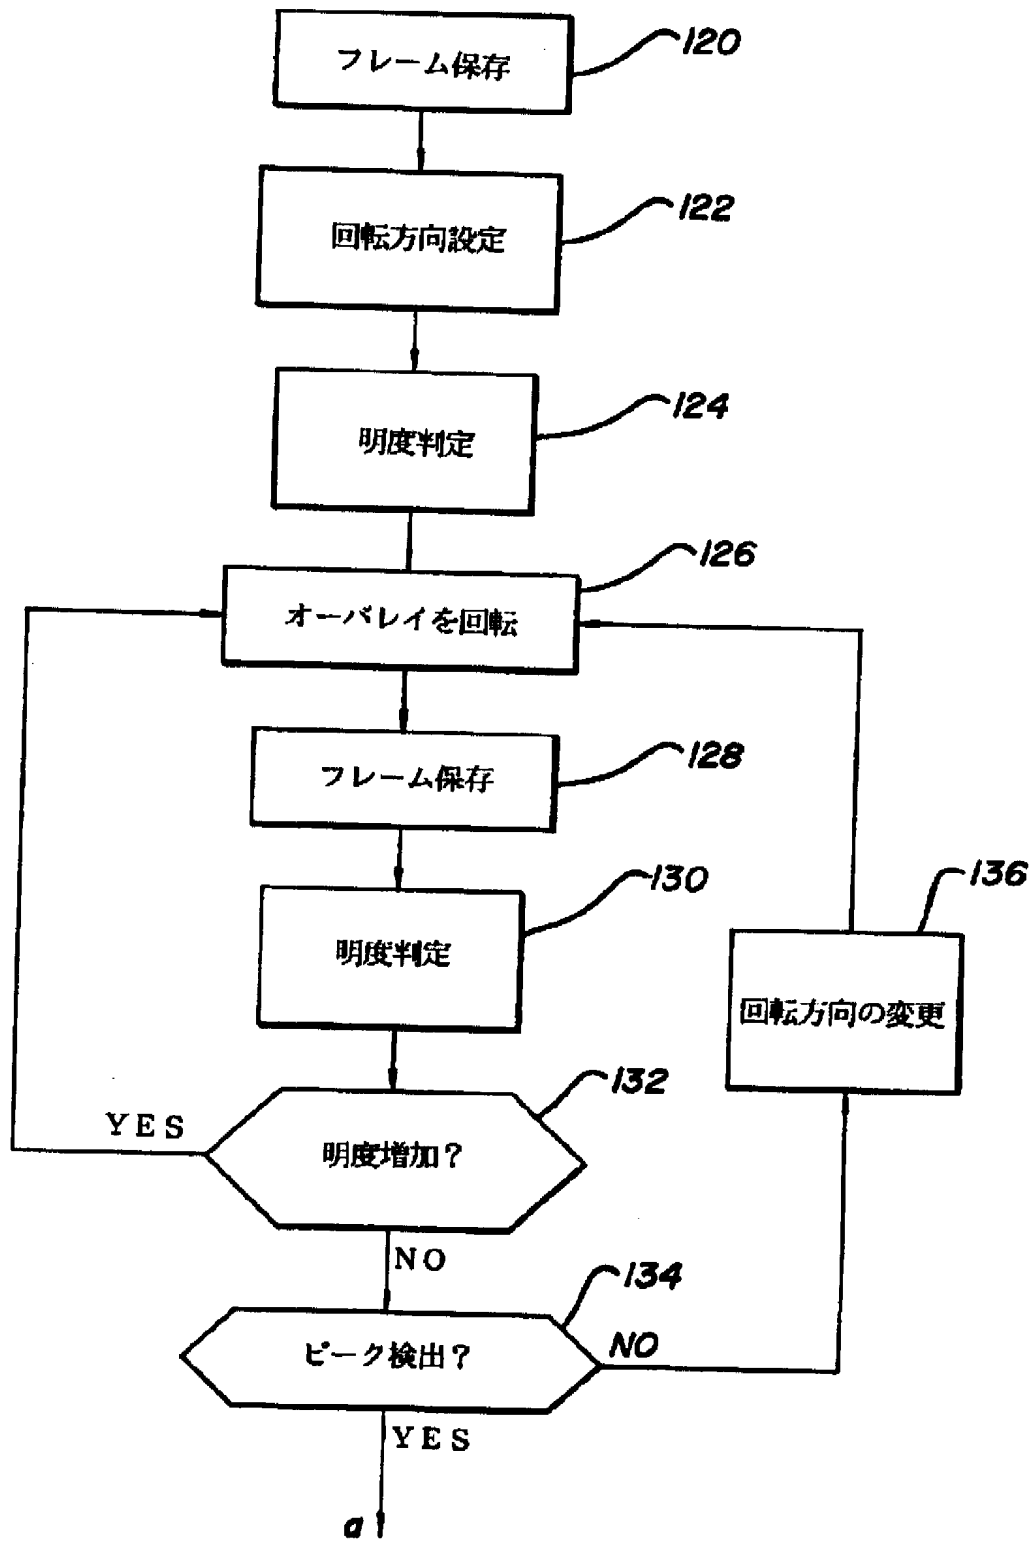 フレーム保存
120
回転方向設定
122
明度判定
124
オーバレイを回転
126
フレーム保存
128
明度判定
130
回転方向の変更
136
明度増加?
132
YES
NO
ピーク検出?
134
NO
YES
a